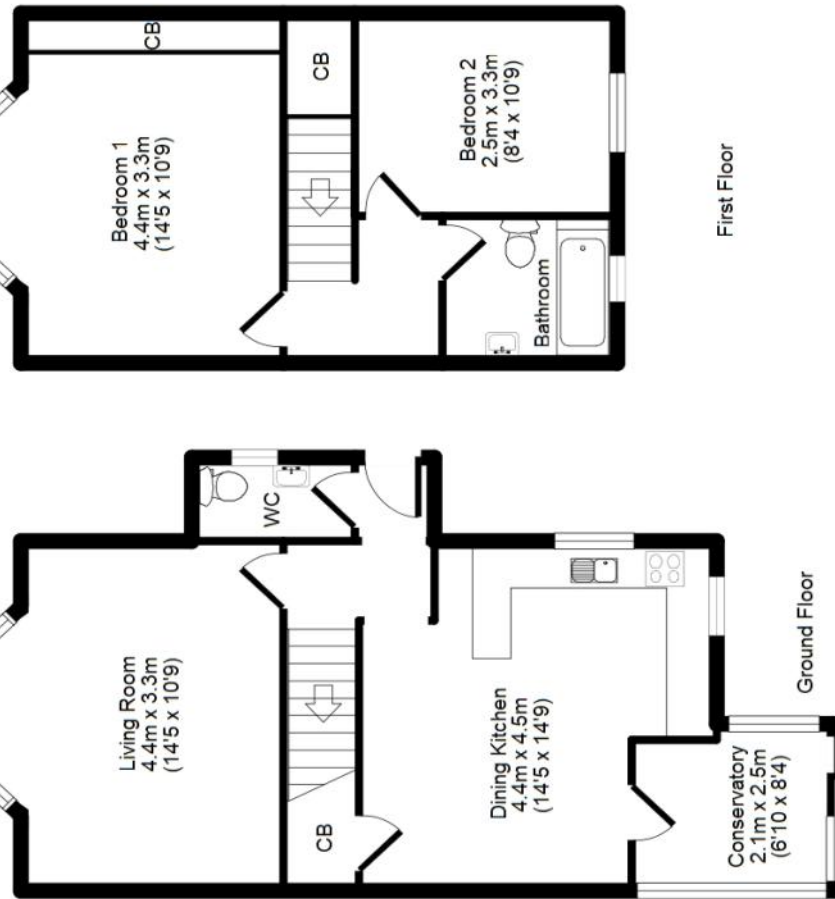 Living Room
4.4m x 3.3m
(14'5 x 10'9)
WC
CB
Dining Kitchen
4.4m x 4.5m
(14'5 x 14'9)
Conservatory
2.1m x 2.5m
(6'10 x 8'4)
Ground Floor
CB
Bedroom 1
4.4m x 3.3m
(14'5 x 10'9)
CB
Bedroom 2
2.5m x 3.3m
(8'4 x 10'9)
Bathroom
First Floor